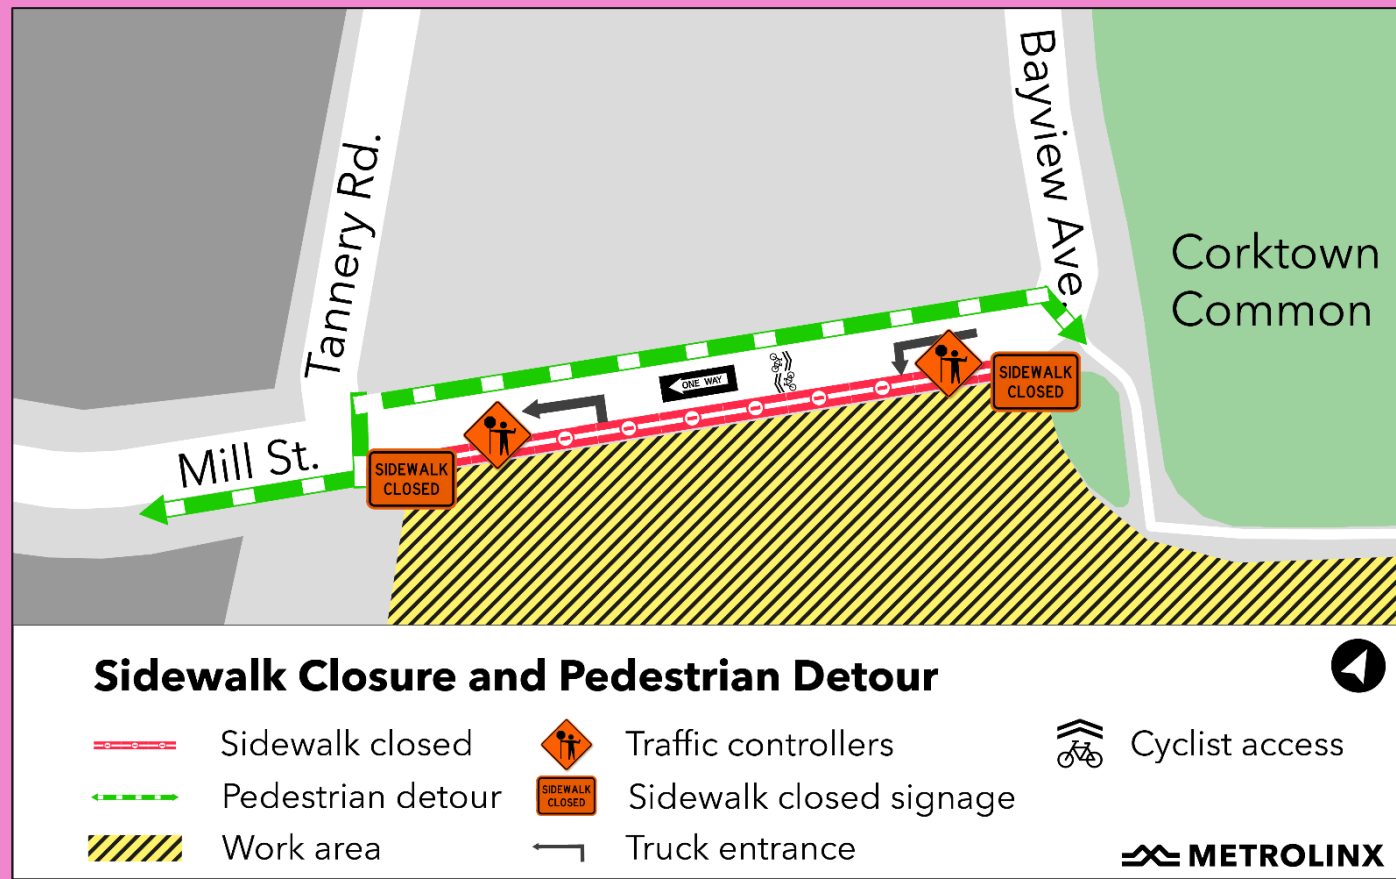 Bayview Ave.
Tannery Rd.
Corktown
Common
SIDEWALK
CLOSED
ONE WAY
Mill St.
SIDEWALK
CLOSED
Sidewalk Closure and Pedestrian Detour
Sidewalk closed
Traffic controllers
Cyclist access
Pedestrian detour
SIDEWALK
CLOSED
Sidewalk closed signage
Work area
Truck entrance
METROLINX